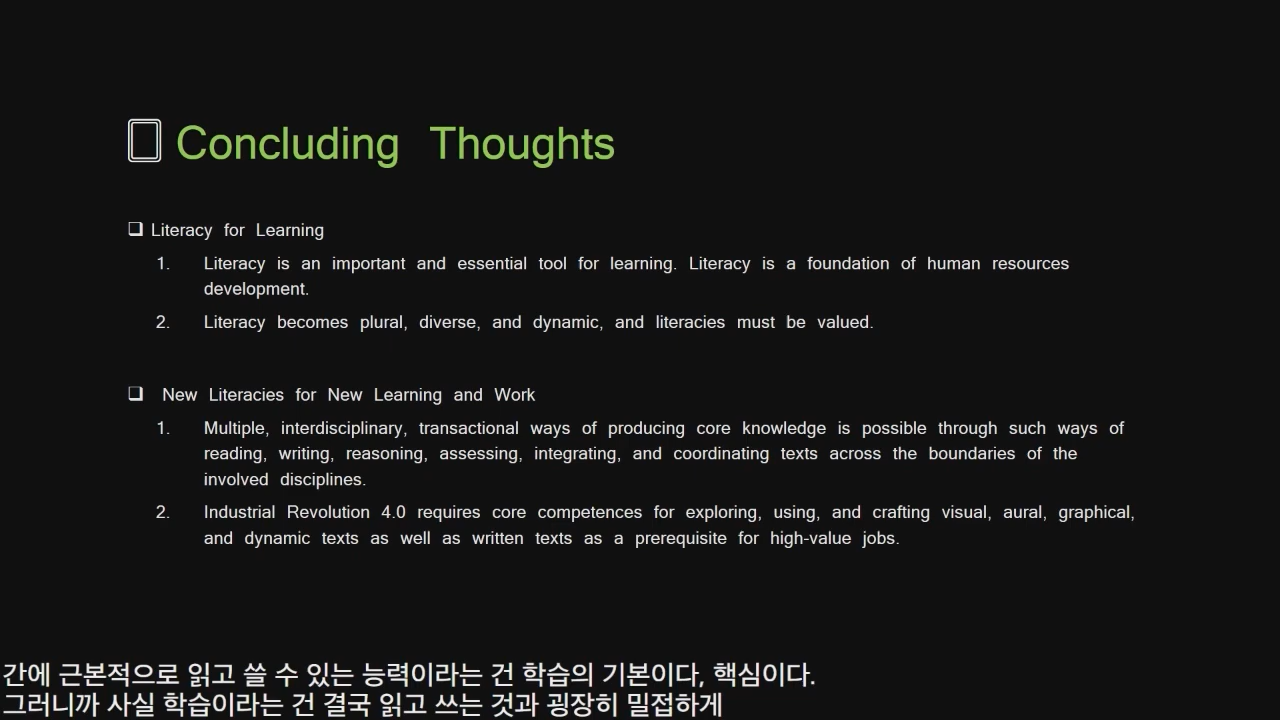 Concluding Thoughts
❑ Literacy for Learning
1. Literacy is an important and essential tool for learning. Literacy is a foundation of human resources
development.
2. Literacy becomes plural, diverse, and dynamic, and literacies must be valued.
❑ New Literacies for New Learning and Work
1. Multiple, interdisciplinary, transactional ways of producing core knowledge is possible through such ways of
reading, writing, reasoning, assessing, integrating, and coordinating texts across the boundaries of the
involved disciplines.
2. Industrial Revolution 4.0 requires core competences for exploring, using, and crafting visual, aural, graphical,
and dynamic texts as well as written texts as a prerequisite for high-value jobs.
간에 근본적으로 읽고 쓸 수 있는 능력이라는 건 학습의 기본이다, 핵심이다.
그러니까 사실 학습이라는 건 결국 읽고 쓰는 것과 굉장히 밀접하게